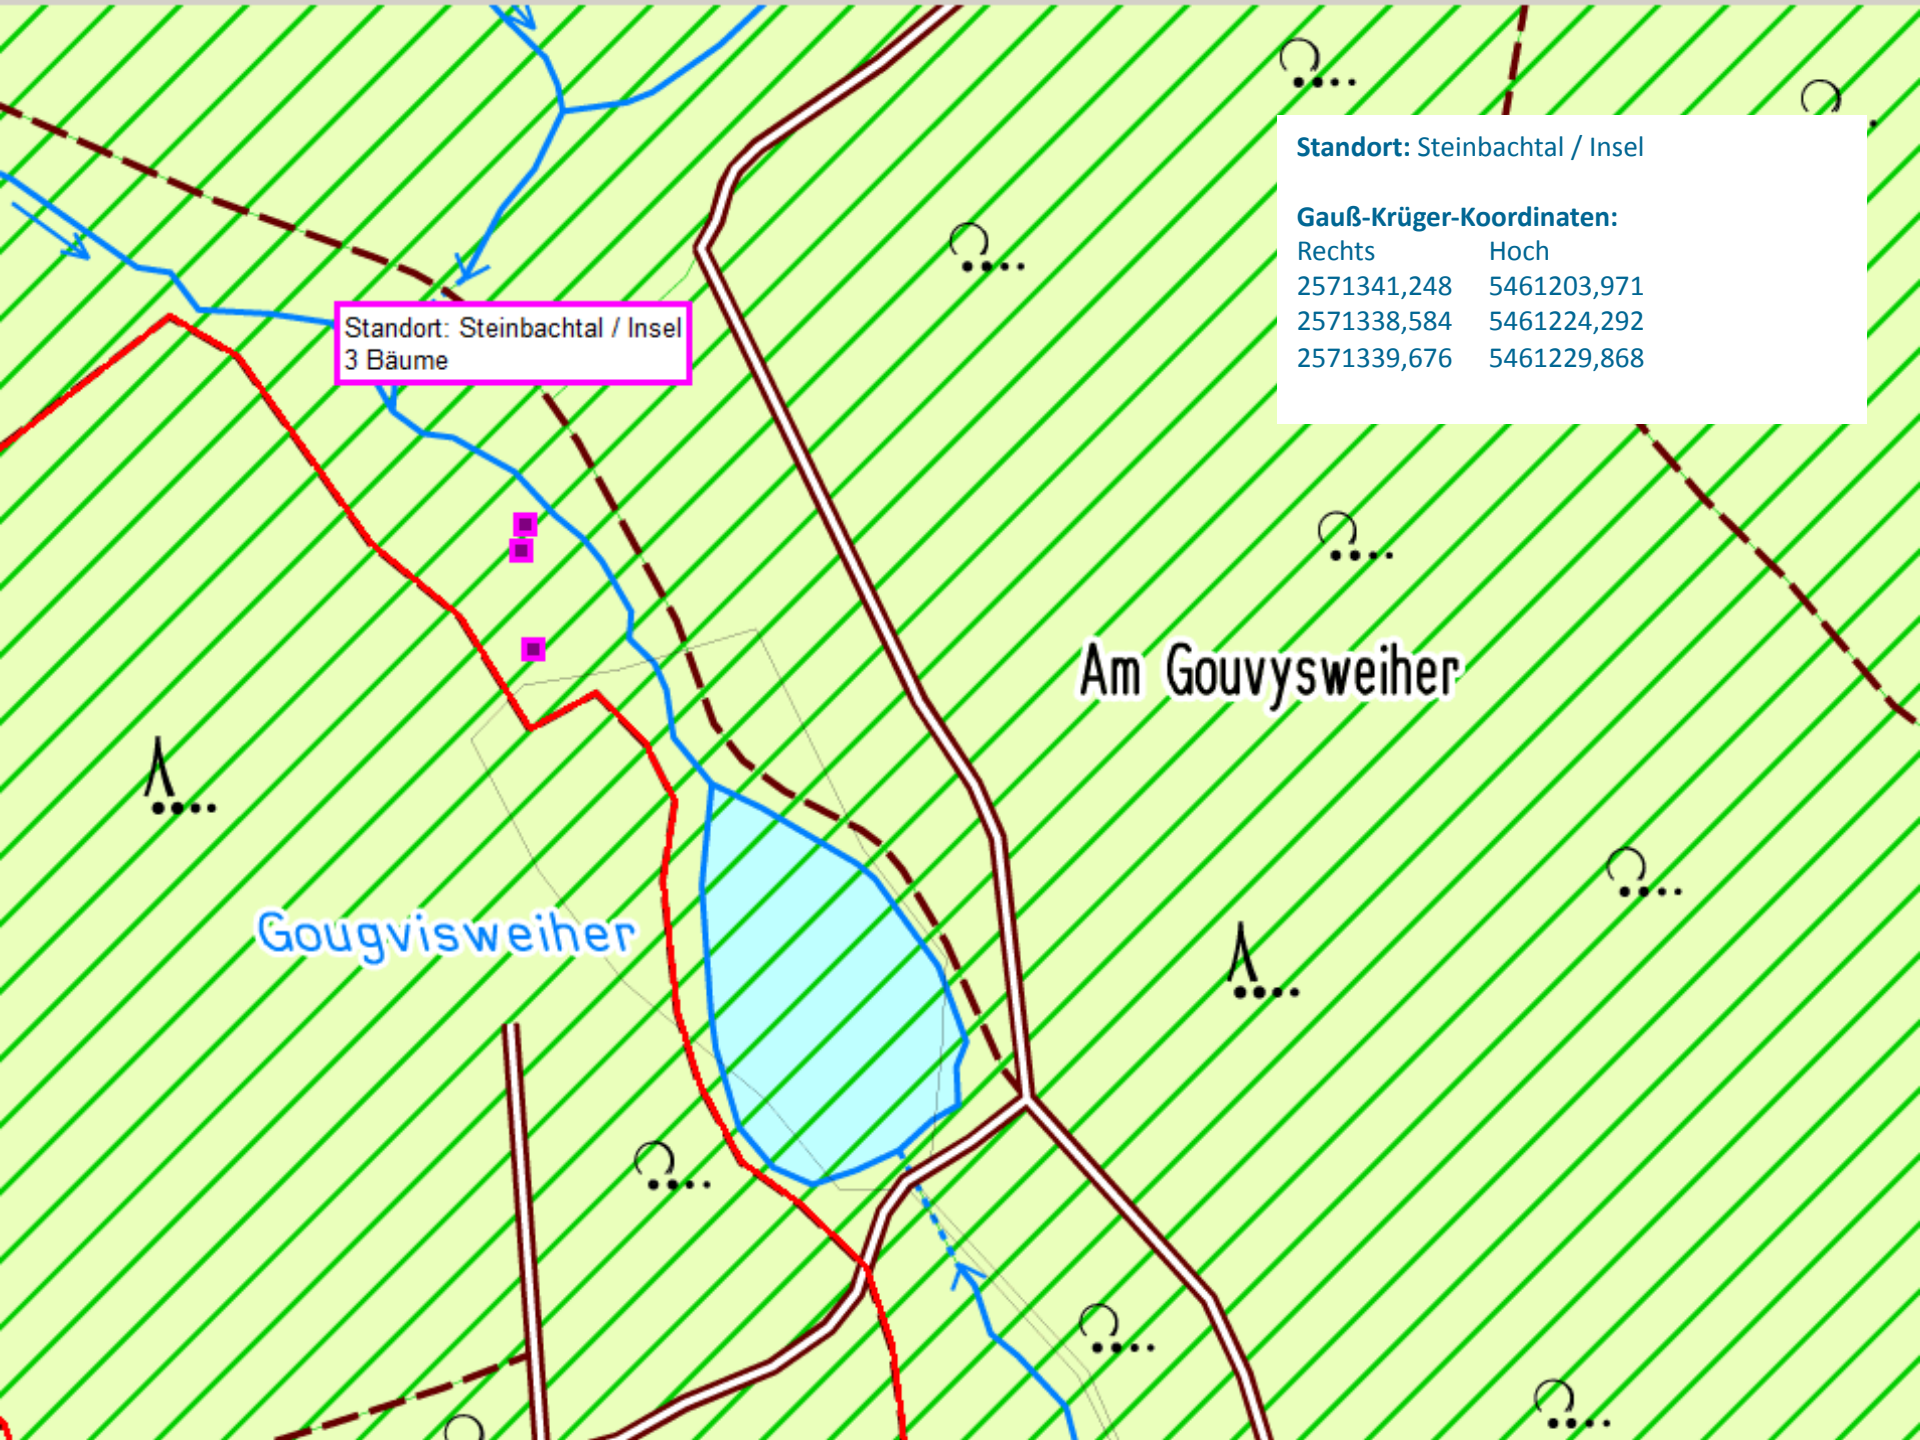 Standort: Steinbachtal / Insel
Gauß-Krüger-Koordinaten:
Rechts Hoch
2571341,248 5461203,971
2571338,584 5461224,292
2571339,676 5461229,868
Standort: Steinbachtal / Insel
3 Bäume
Am Gouvysweiher
Gougvisweiher